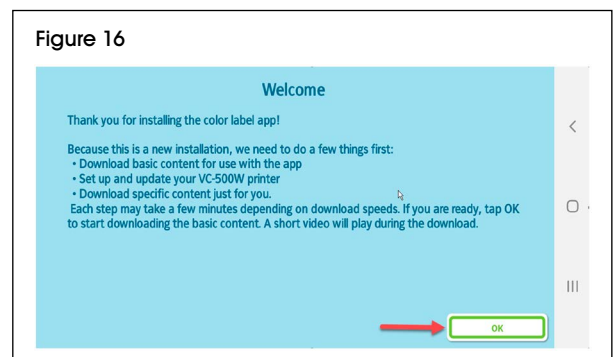 Figure 16
Welcome
Thank you for installing the color label app!
Because this is a new installation, we need to do a few things first:
• Download basic content for use with the app
• Set up and update your VC-500W printer
• Download specific content just for you.
Each step may take a few minutes depending on download speeds. If you are ready, tap OK
to start downloading the basic content. A short video will play during the download.
OK